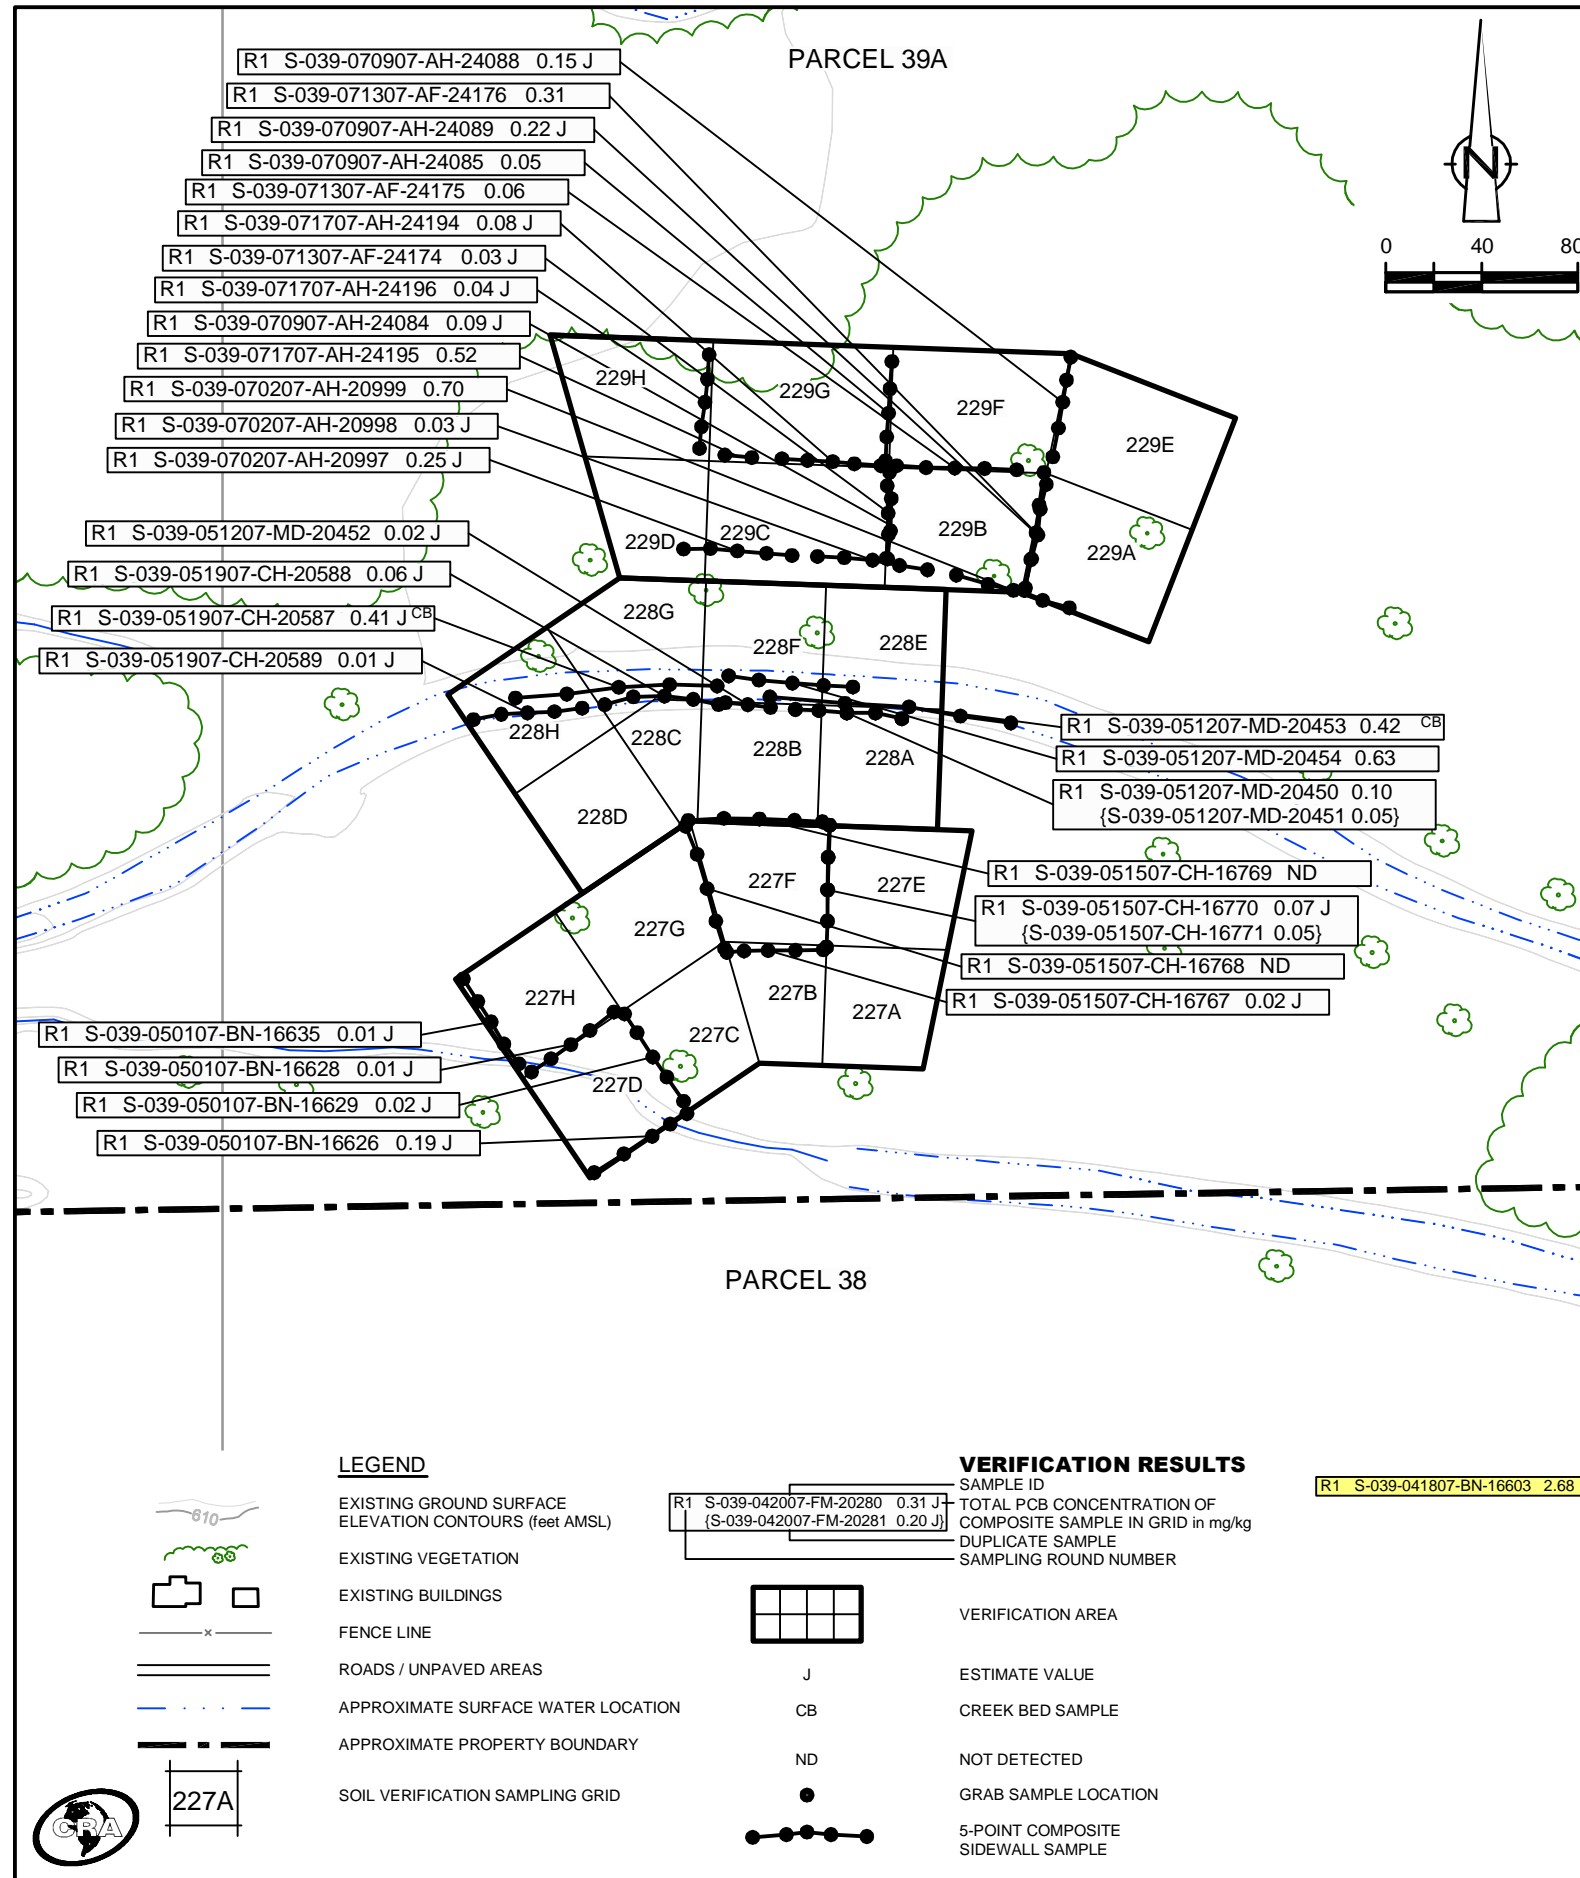 PARCEL 39A
R1 S-039-070907-AH-24088 0.15 J
R1 S-039-071307-AF-24176 0.31
R1 S-039-070907-AH-24089 0.22 J
R1 S-039-070907-AH-24085 0.05
R1 S-039-071307-AF-24175 0.06
R1 S-039-071707-AH-24194 0.08 J
R1 S-039-071307-AF-24174 0.03 J
R1 S-039-071707-AH-24196 0.04 J
R1 S-039-070907-AH-24084 0.09 J
R1 S-039-071707-AH-24195 0.52
R1 S-039-070207-AH-20999 0.70
R1 S-039-070207-AH-20998 0.03 J
R1 S-039-070207-AH-20997 0.25 J
R1 S-039-051207-MD-20452 0.02 J
R1 S-039-051907-CH-20588 0.06 J
R1 S-039-051907-CH-20587 0.41 J CB
R1 S-039-051907-CH-20589 0.01 J
N
0 40 80
229H
229G
229F
229E
229D
229C
229B
229A
228G
228F
228E
228H
228C
228B
228A
228D
R1 S-039-051207-MD-20453 0.42 CB
R1 S-039-051207-MD-20454 0.63
R1 S-039-051207-MD-20450 0.10
{S-039-051207-MD-20451 0.05}
227F
227E
227G
227H
227B
227A
227C
227D
R1 S-039-051507-CH-16769 ND
R1 S-039-051507-CH-16770 0.07 J
{S-039-051507-CH-16771 0.05}
R1 S-039-051507-CH-16768 ND
R1 S-039-051507-CH-16767 0.02 J
R1 S-039-050107-BN-16635 0.01 J
R1 S-039-050107-BN-16628 0.01 J
R1 S-039-050107-BN-16629 0.02 J
R1 S-039-050107-BN-16626 0.19 J
PARCEL 38
LEGEND
610
EXISTING GROUND SURFACE
ELEVATION CONTOURS (feet AMSL)
EXISTING VEGETATION
EXISTING BUILDINGS
x
FENCE LINE
ROADS / UNPAVED AREAS
APPROXIMATE SURFACE WATER LOCATION
APPROXIMATE PROPERTY BOUNDARY
227A
SOIL VERIFICATION SAMPLING GRID
CRA
VERIFICATION RESULTS
R1 S-039-042007-FM-20280 0.31 J
{S-039-042007-FM-20281 0.20 J}
SAMPLE ID
TOTAL PCB CONCENTRATION OF
COMPOSITE SAMPLE IN GRID in mg/kg
DUPLICATE SAMPLE
SAMPLING ROUND NUMBER
R1 S-039-041807-BN-16603 2.68
VERIFICATION AREA
J ESTIMATE VALUE
CB CREEK BED SAMPLE
ND NOT DETECTED
GRAB SAMPLE LOCATION
5-POINT COMPOSITE
SIDEWALL SAMPLE